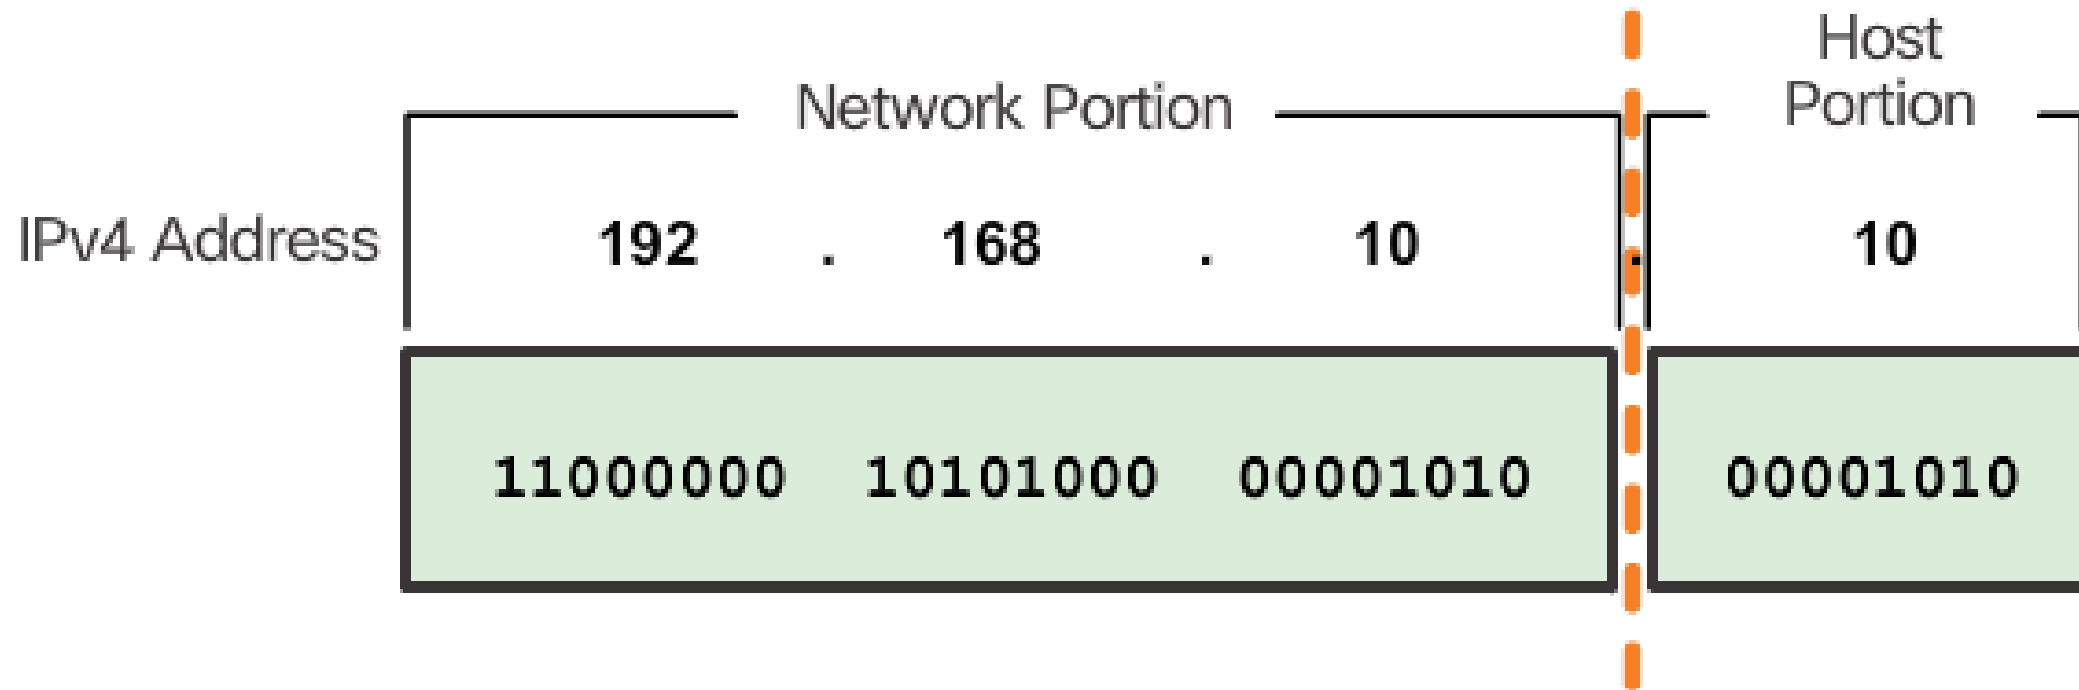 Host
Network Portion Portion
IPv4 Address 192 . 168 . 10 . 10
11000000 10101000 00001010 00001010